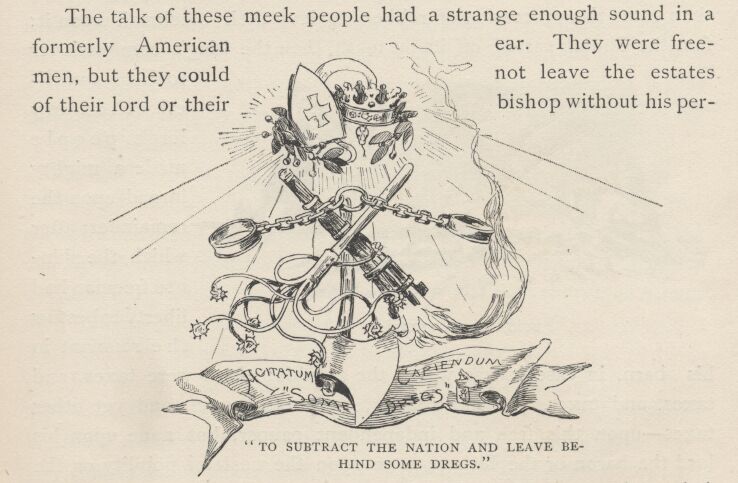 The talk of these meek people had a strange enough sound in a
formerly American ear. They were free-
men, but they could not leave the estates
of their lord or their bishop without his per-
AGITATUM CAPIENDUM
"SOME DREGS"
"TO SUBTRACT THE NATION AND LEAVE BE-
HIND SOME DREGS."